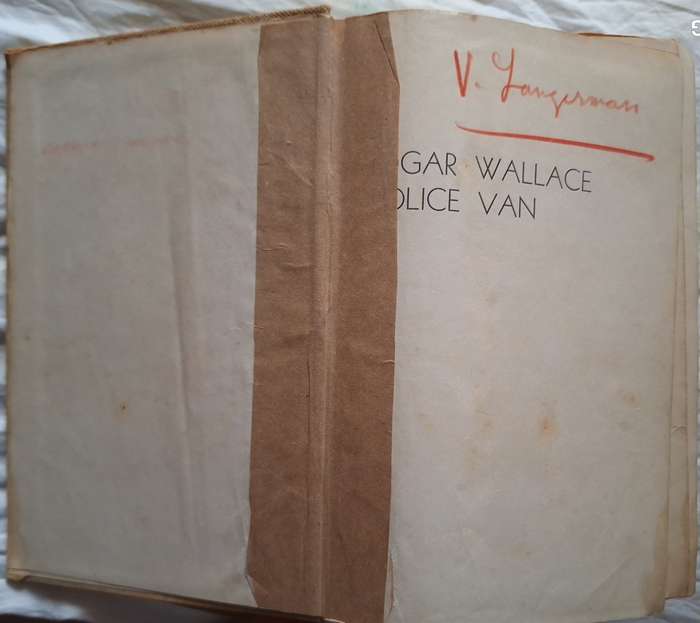 V. Langerman
GAR WALLACE
OLICE VAN